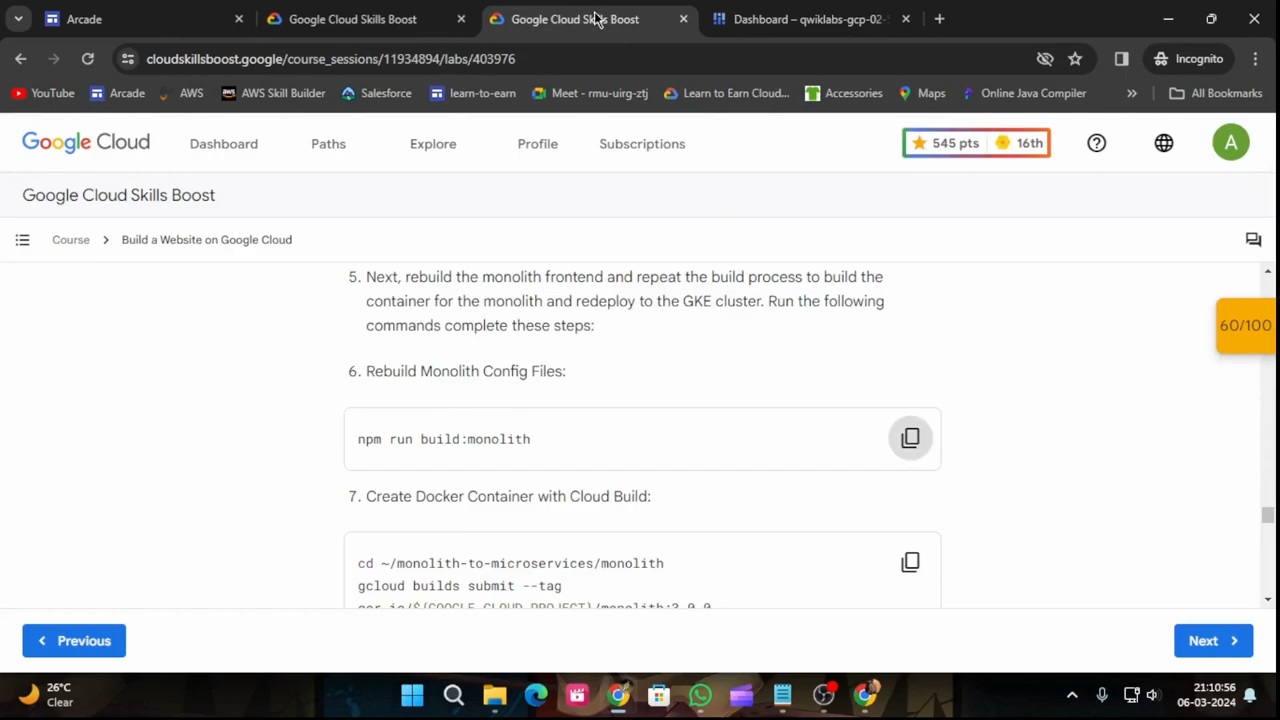 Arcade
Google Cloud Skills Boost
Google Cloud Skills Boost
Dashboard – qwiklabs-gcp-02-
cloudskillsboost.google/course_sessions/11934894/labs/403976
Incognito
YouTube
Arcade
AWS
AWS Skill Builder
Salesforce
learn-to-earn
Meet - rmu-uirg-ztj
Learn to Earn Cloud...
Accessories
Maps
Online Java Compiler
All Bookmarks
Google Cloud
Dashboard
Paths
Explore
Profile
Subscriptions
545 pts
16th
A
Google Cloud Skills Boost
Course
Build a Website on Google Cloud
5. Next, rebuild the monolith frontend and repeat the build process to build the
container for the monolith and redeploy to the GKE cluster. Run the following
commands complete these steps:
60/100
6. Rebuild Monolith Config Files:
npm run build:monolith
7. Create Docker Container with Cloud Build:
cd ~/monolith-to-microservices/monolith
gcloud builds submit --tag
gcr.io/${GOOGLE_CLOUD_PROJECT}/monolith:3.0.0
Previous
Next
26°C
Clear
21:10:56
06-03-2024